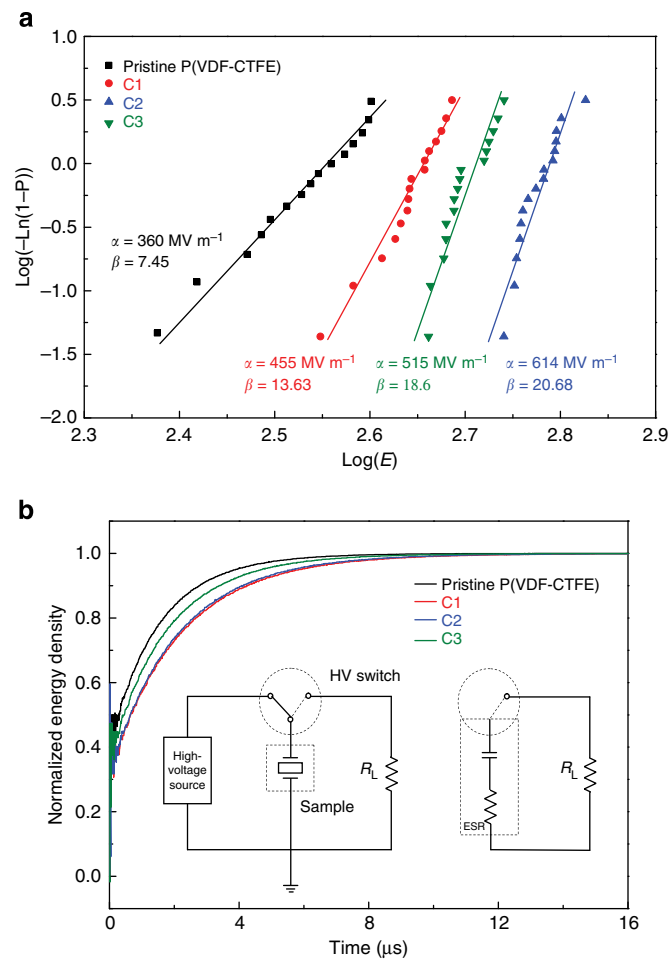 a
1.0
0.5
0.0
–0.5
–1.0
–1.5
–2.0
Log(–Ln(1–P))
Pristine P(VDF-CTFE)
C1
C2
C3
α = 360 MV m⁻¹
β = 7.45
α = 455 MV m⁻¹
β = 13.63
α = 515 MV m⁻¹
β = 18.6
α = 614 MV m⁻¹
β = 20.68
2.3 2.4 2.5 2.6 2.7 2.8 2.9
Log(E)
b
1.0
0.8
0.6
0.4
0.2
0.0
Normalized energy density
Pristine P(VDF-CTFE)
C1
C2
C3
HV switch
High-
voltage
source
Sample
R_L
ESR
R_L
0 4 8 12 16
Time (μs)